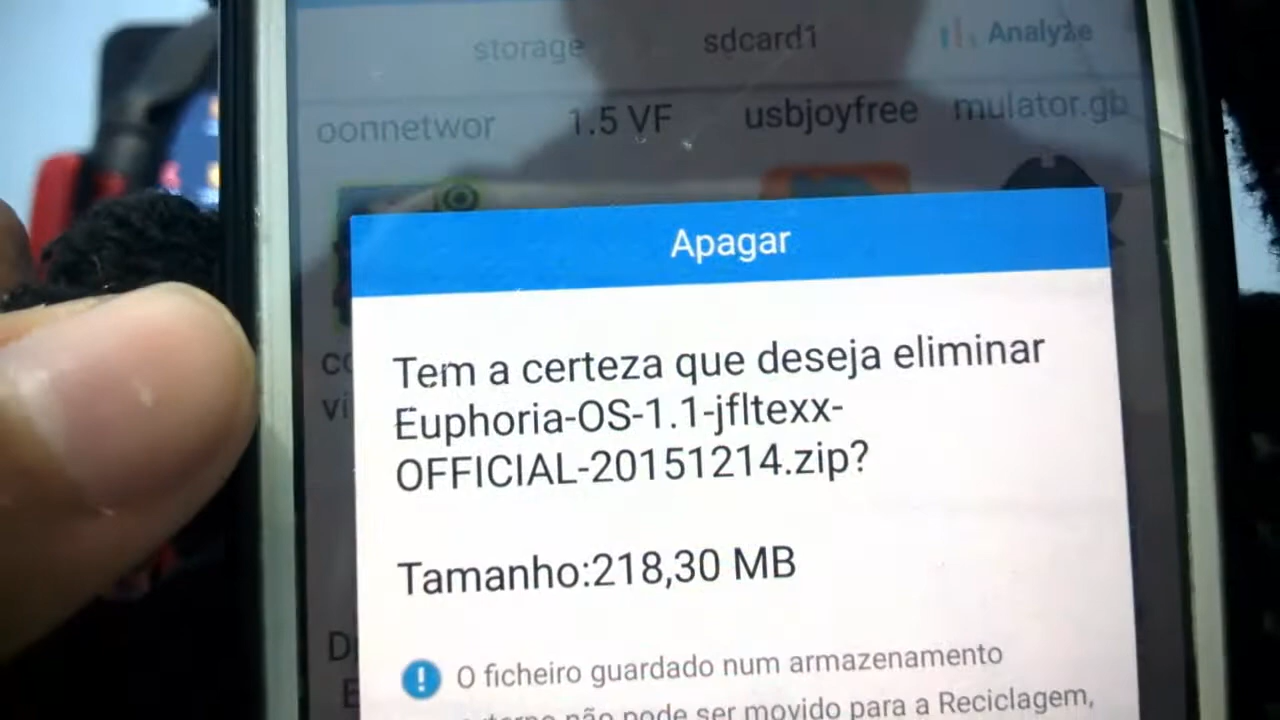 storage sdcard1 Analyze
oonnetwor 1.5 VF usbjoyfree mulator.gb
Apagar
Tem a certeza que deseja eliminar
Euphoria-OS-1.1-jfltexx-
OFFICIAL-20151214.zip?
Tamanho:218,30 MB
O ficheiro guardado num armazenamento
não pode ser movido para a Reciclagem,